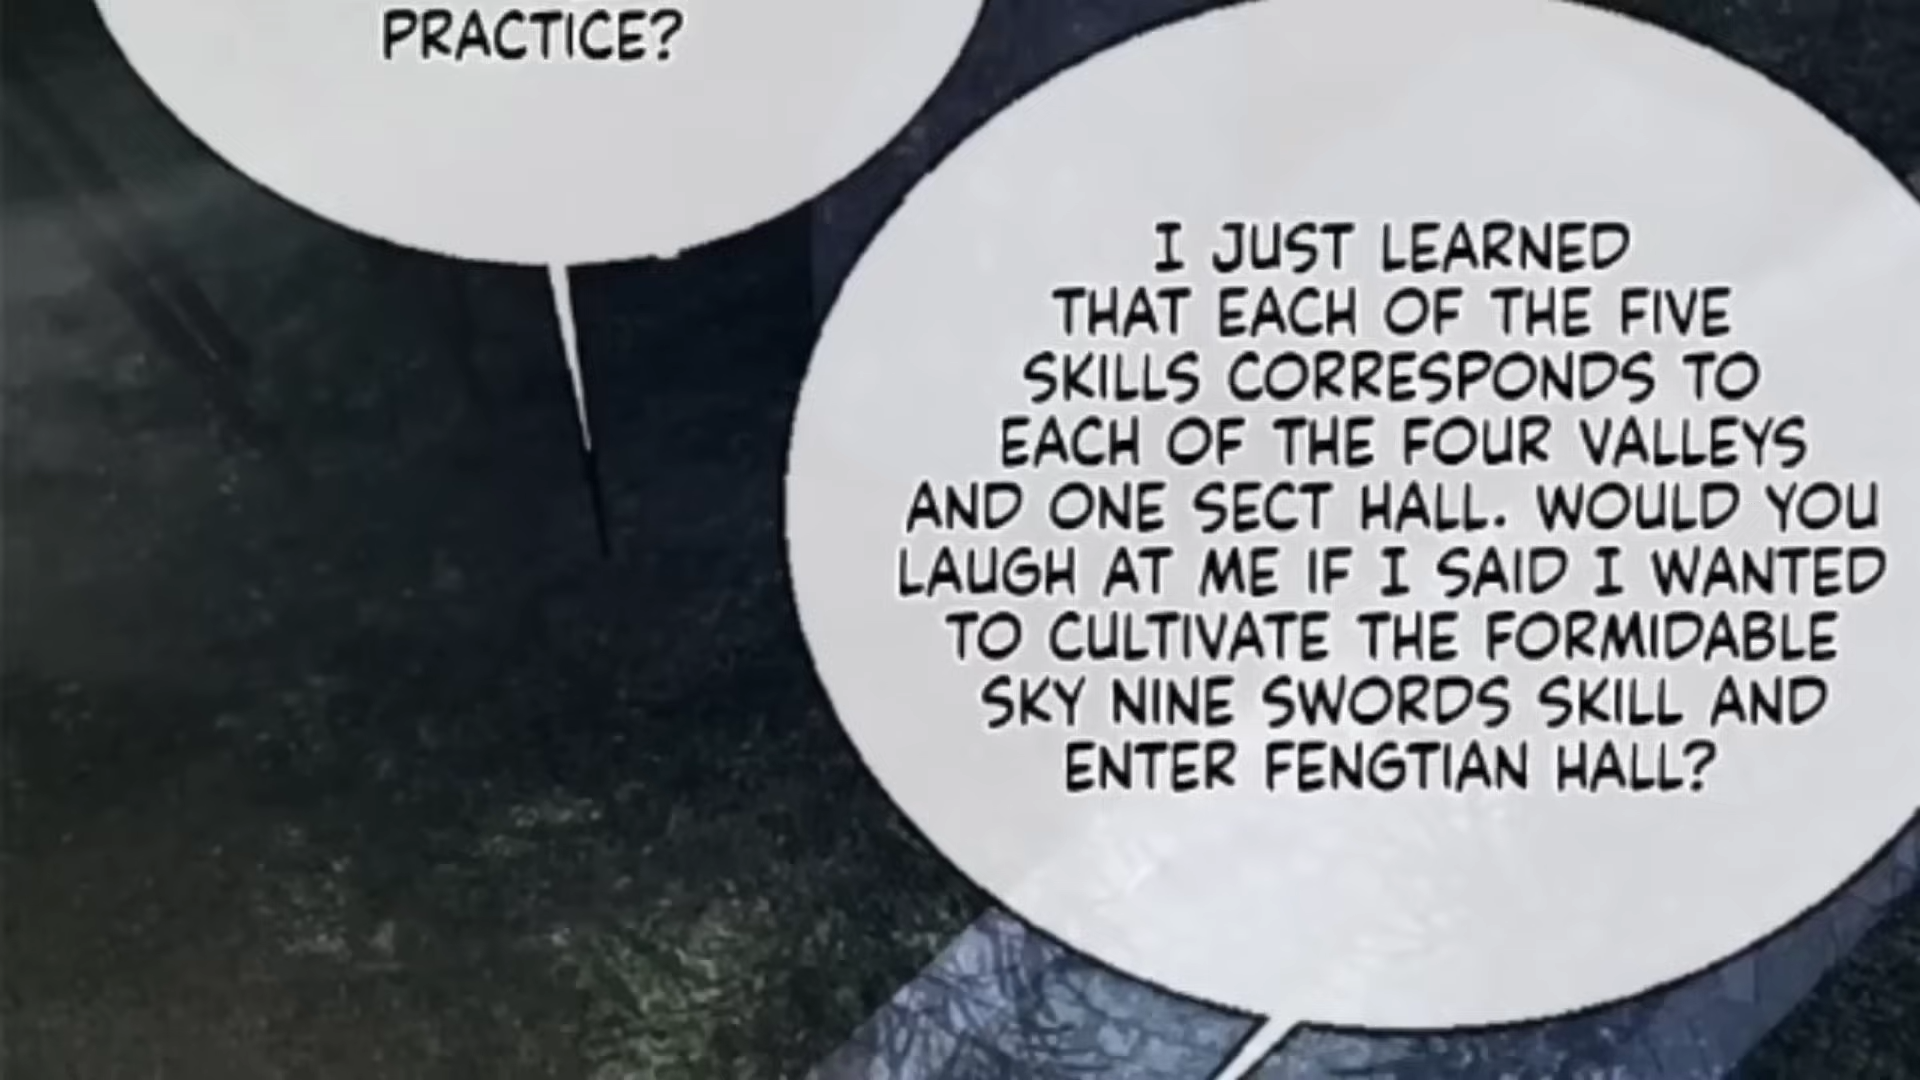 PRACTICE?
I JUST LEARNED
THAT EACH OF THE FIVE
SKILLS CORRESPONDS TO
EACH OF THE FOUR VALLEYS
AND ONE SECT HALL. WOULD YOU
LAUGH AT ME IF I SAID I WANTED
TO CULTIVATE THE FORMIDABLE
SKY NINE SWORDS SKILL AND
ENTER FENGTIAN HALL?